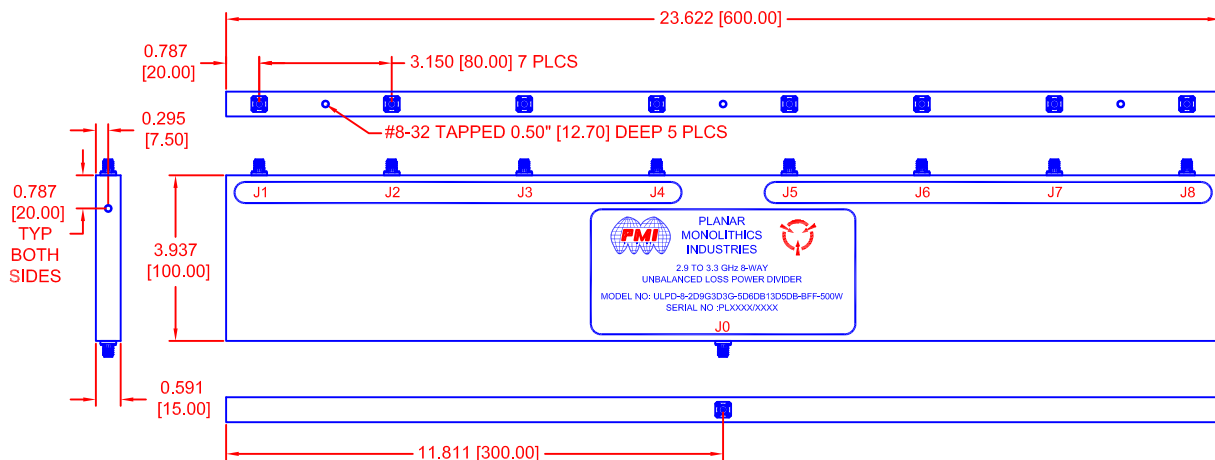 23.622 [600.00]
0.787
[20.00]
3.150 [80.00] 7 PLCS
0.295
[7.50]
#8-32 TAPPED 0.50" [12.70] DEEP 5 PLCS
J1 J2 J3 J4 J5 J6 J7 J8
0.787
[20.00]
TYP
BOTH
SIDES
3.937
[100.00]
PMI
PLANAR
MONOLITHICS
INDUSTRIES
2.9 TO 3.3 GHz 8-WAY
UNBALANCED LOSS POWER DIVIDER
MODEL NO: ULPD-8-2D9G3D3G-5D6DB13D5DB-BFF-500W
SERIAL NO :PLXXXX/XXXX
J0
0.591
[15.00]
11.811 [300.00]